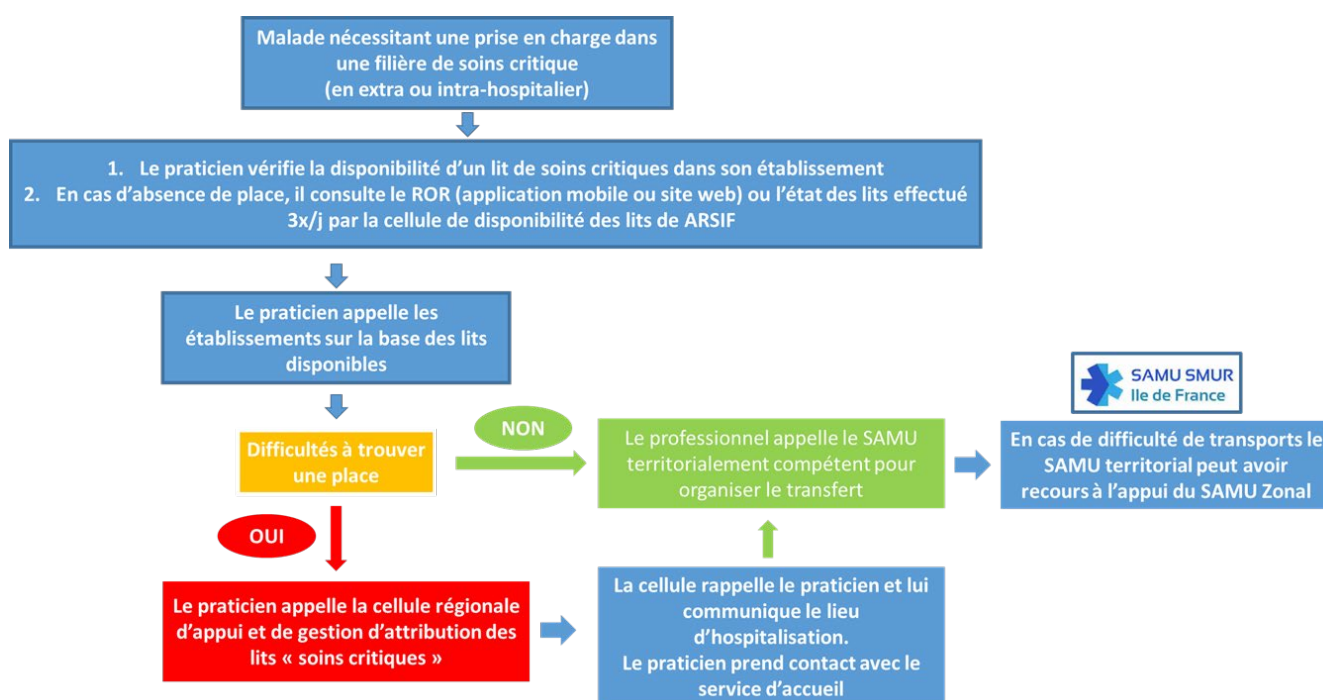 Malade nécessitant une prise en charge dans
une filière de soins critique
(en extra ou intra-hospitalier)
1. Le praticien vérifie la disponibilité d’un lit de soins critiques dans son établissement
2. En cas d’absence de place, il consulte le ROR (application mobile ou site web) ou l’état des lits effectué
3x/j par la cellule de disponibilité des lits de ARSIF
Le praticien appelle les
établissements sur la base des lits
disponibles
Difficultés à trouver
une place
NON
Le professionnel appelle le SAMU
territorialement compétent pour
organiser le transfert
SAMU SMUR
Ile de France
En cas de difficulté de transports le
SAMU territorial peut avoir
recours à l’appui du SAMU Zonal
OUI
Le praticien appelle la cellule régionale
d’appui et de gestion d’attribution des
lits « soins critiques »
La cellule rappelle le praticien et lui
communique le lieu
d’hospitalisation.
Le praticien prend contact avec le
service d’accueil